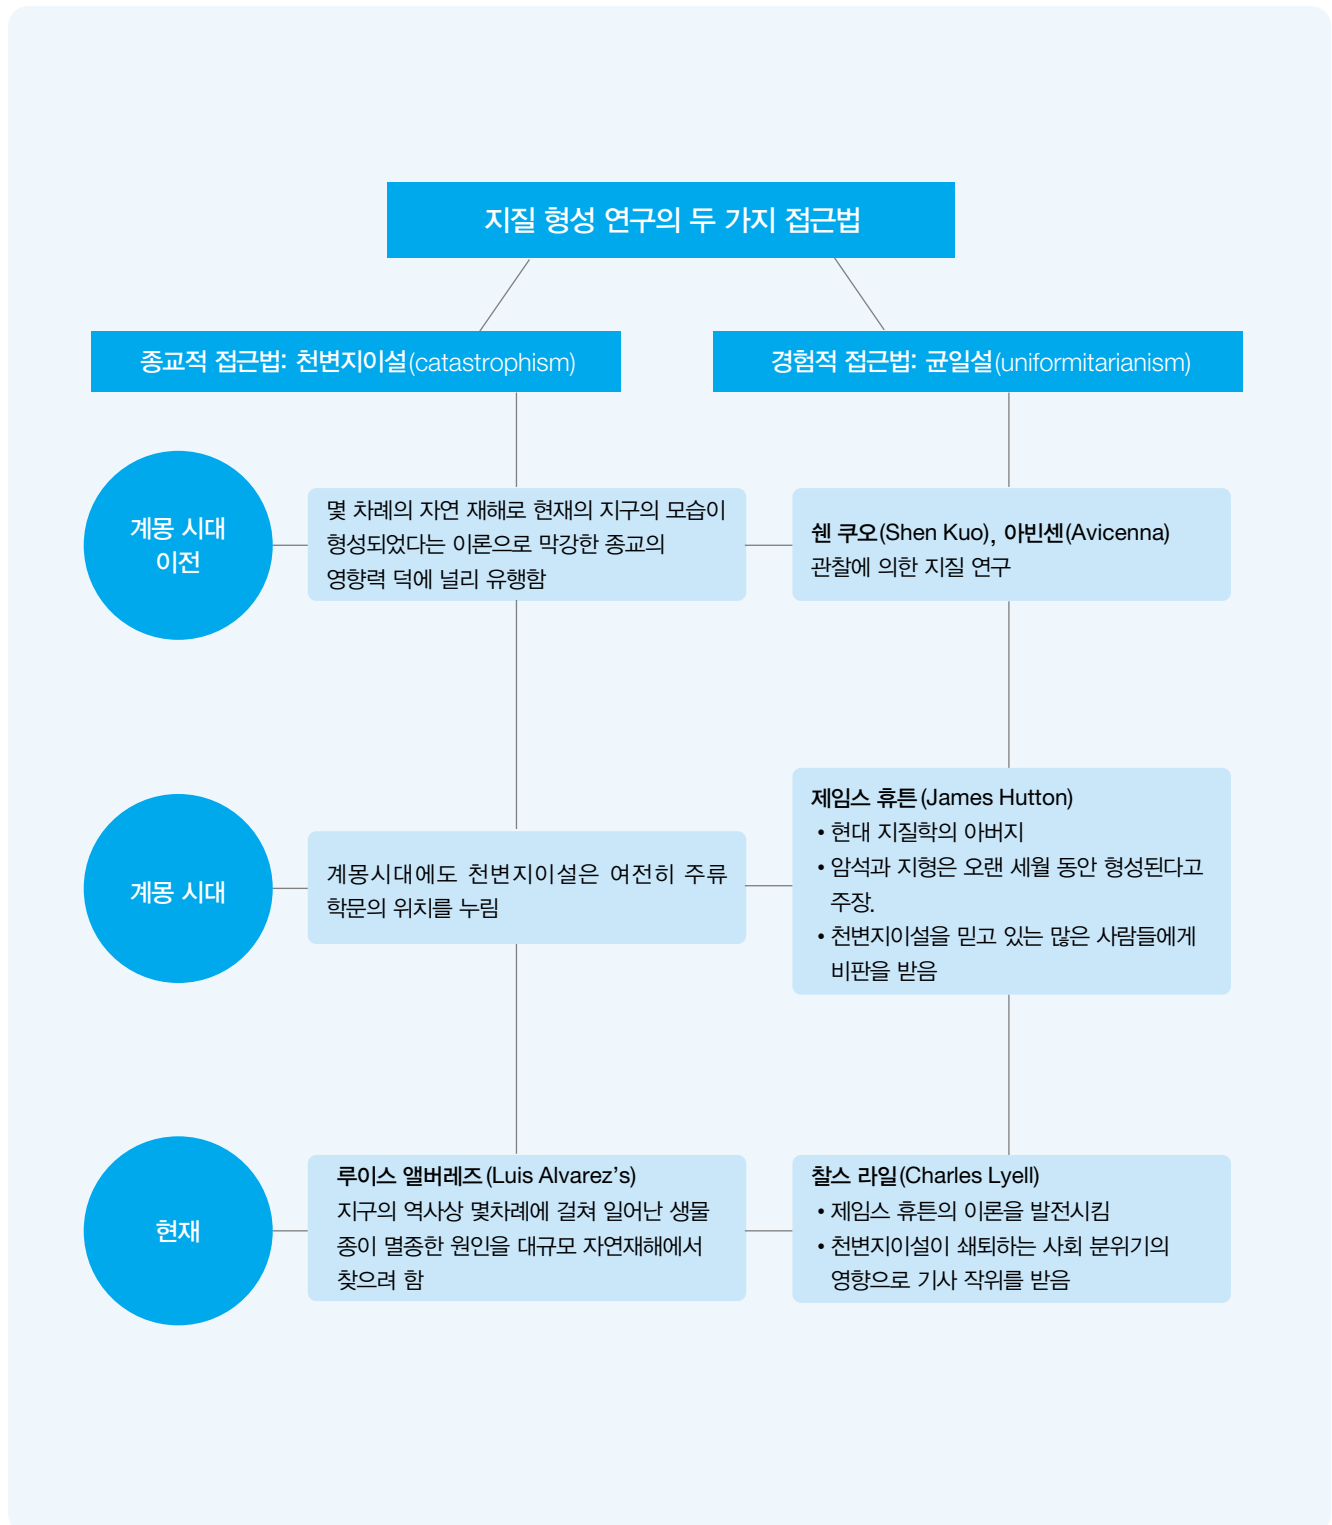 지질 형성 연구의 두 가지 접근법
종교적 접근법: 천변지이설(catastrophism)
경험적 접근법: 균일설(uniformitarianism)
계몽 시대
이전
몇 차례의 자연 재해로 현재의 지구의 모습이
형성되었다는 이론으로 막강한 종교의
영향력 덕에 널리 유행함
쉔 쿠오(Shen Kuo), 아빈센(Avicenna)
관찰에 의한 지질 연구
계몽 시대
계몽시대에도 천변지이설은 여전히 주류
학문의 위치를 누림
제임스 휴튼(James Hutton)
• 현대 지질학의 아버지
• 암석과 지형은 오랜 세월 동안 형성된다고
주장.
• 천변지이설을 믿고 있는 많은 사람들에게
비판을 받음
현재
루이스 앨버레즈(Luis Alvarez’s)
지구의 역사상 몇차례에 걸쳐 일어난 생물
종이 멸종한 원인을 대규모 자연재해에서
찾으려 함
찰스 라일(Charles Lyell)
• 제임스 휴튼의 이론을 발전시킴
• 천변지이설이 쇄퇴하는 사회 분위기의
영향으로 기사 작위를 받음